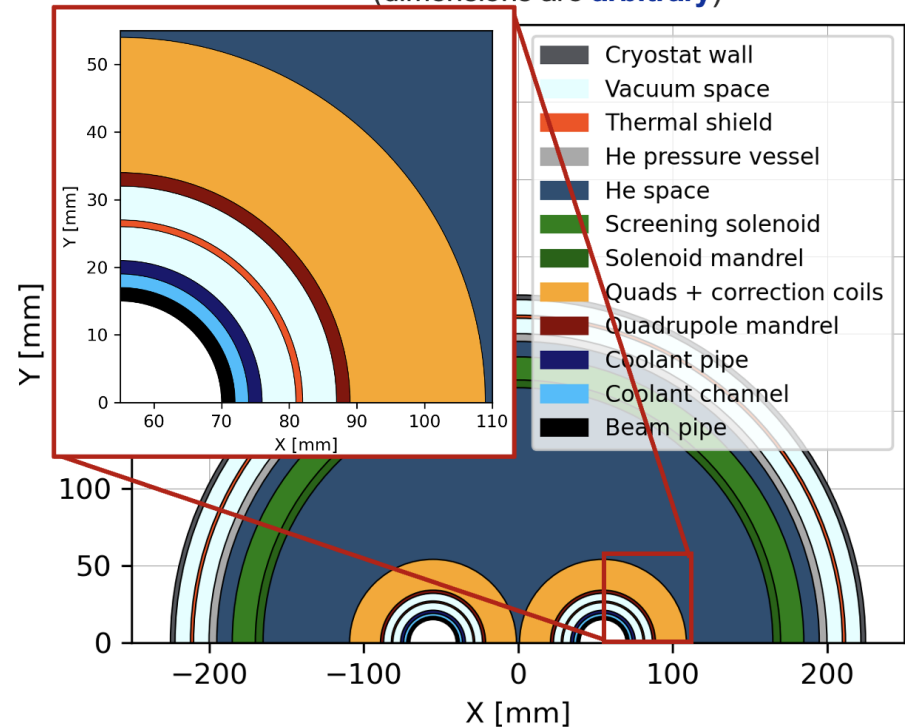 (dimensions are arbitrary)
Cryostat wall
Vacuum space
Thermal shield
He pressure vessel
He space
Screening solenoid
Solenoid mandrel
Quads + correction coils
Quadrupole mandrel
Coolant pipe
Coolant channel
Beam pipe
50
40
30
20
10
0
Y [mm]
60 70 80 90 100 110
X [mm]
Y [mm]
100
50
0
−200 −100 0 100 200
X [mm]